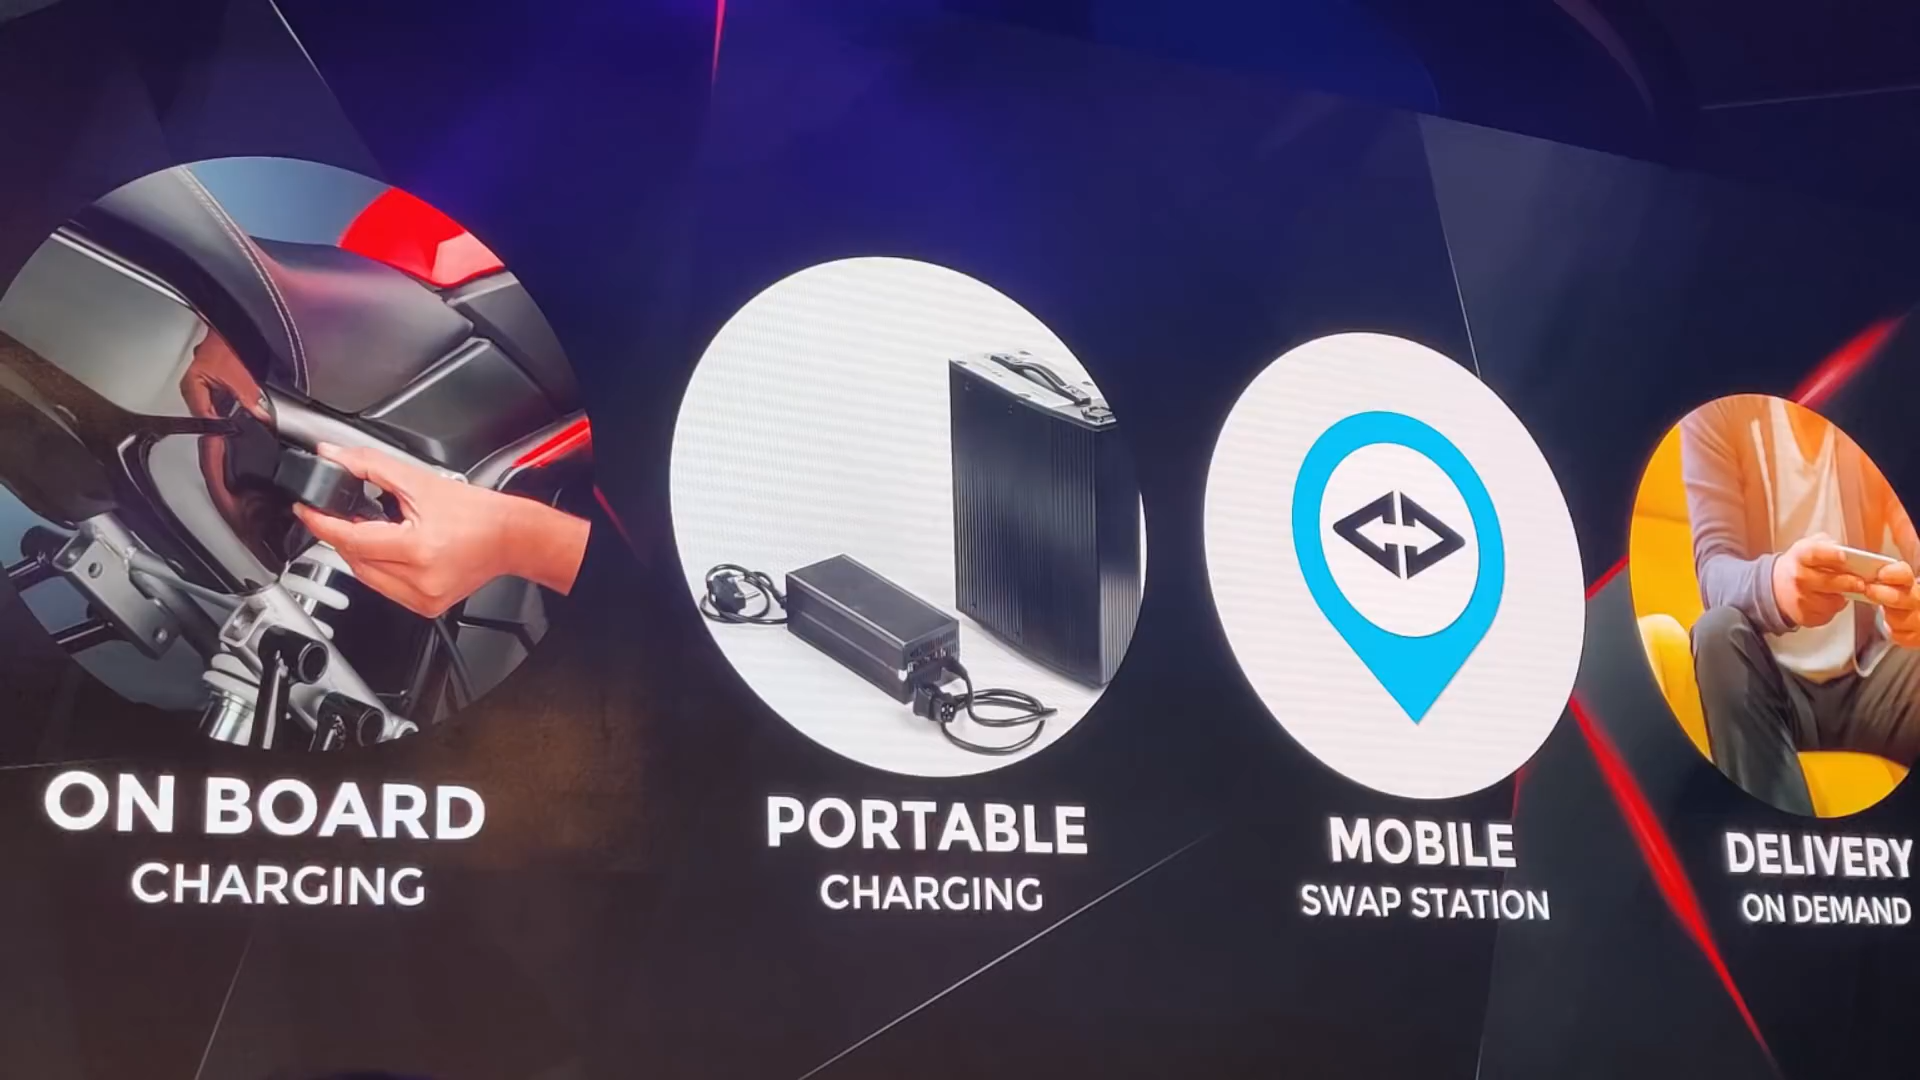 ON BOARD
CHARGING
PORTABLE
CHARGING
MOBILE
SWAP STATION
DELIVERY
ON DEMAND